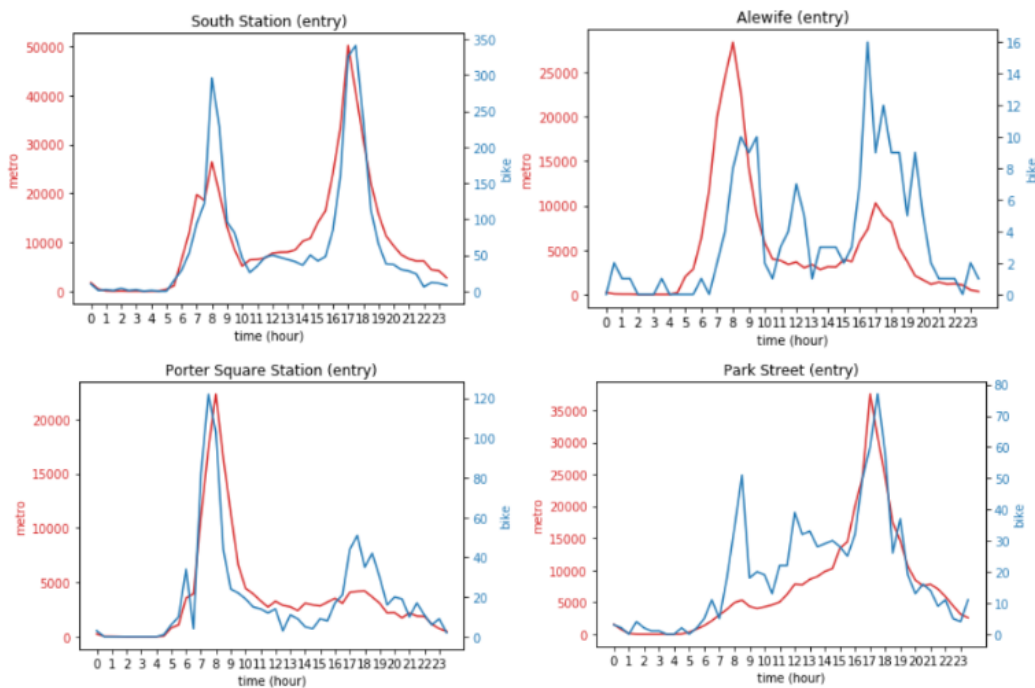 South Station (entry)
50000
40000
30000
20000
10000
0
metro
350
300
250
200
150
100
50
0
bike
0 1 2 3 4 5 6 7 8 9 10 11 12 13 14 15 16 17 18 19 20 21 22 23
time (hour)
Alewife (entry)
25000
20000
15000
10000
5000
0
metro
16
14
12
10
8
6
4
2
0
bike
0 1 2 3 4 5 6 7 8 9 10 11 12 13 14 15 16 17 18 19 20 21 22 23
time (hour)
Porter Square Station (entry)
20000
15000
10000
5000
0
metro
120
100
80
60
40
20
0
bike
0 1 2 3 4 5 6 7 8 9 10 11 12 13 14 15 16 17 18 19 20 21 22 23
time (hour)
Park Street (entry)
35000
30000
25000
20000
15000
10000
5000
0
metro
80
70
60
50
40
30
20
10
0
bike
0 1 2 3 4 5 6 7 8 9 10 11 12 13 14 15 16 17 18 19 20 21 22 23
time (hour)